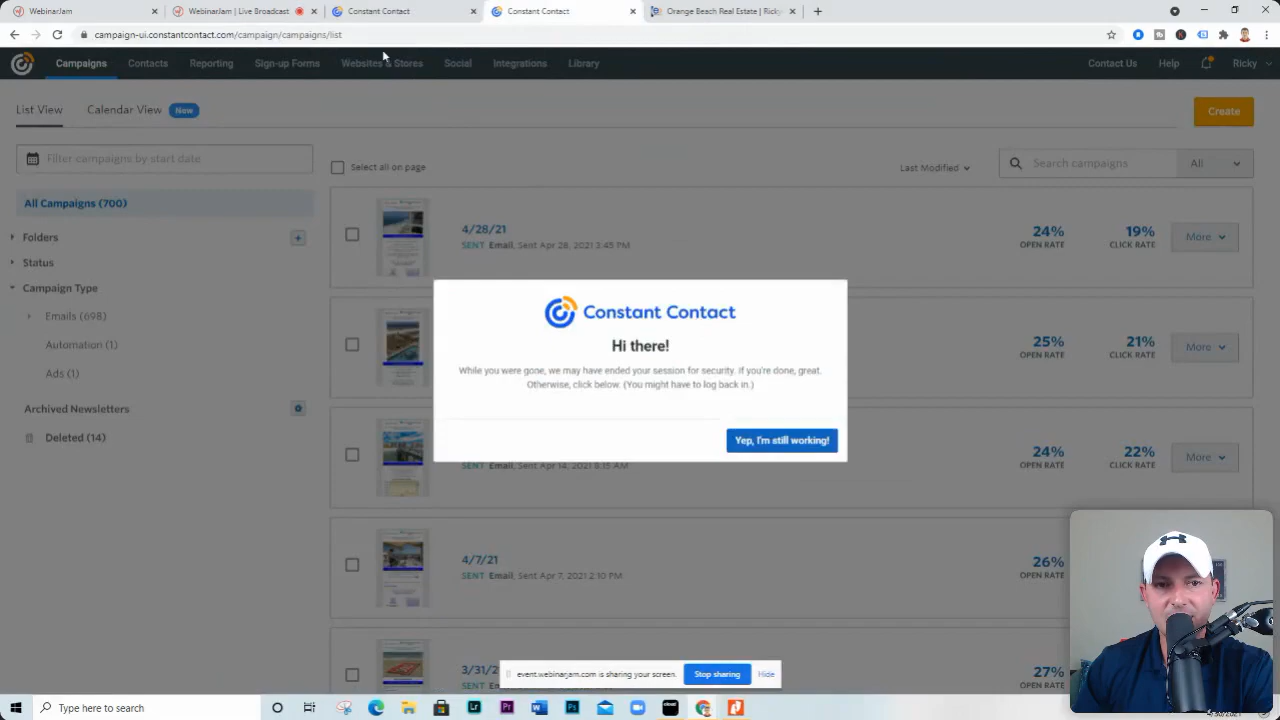 WebinarJam
WebinarJam | Live Broadcast
Constant Contact
Constant Contact
Orange Beach Real Estate | Ricky
campaign-ui.constantcontact.com/campaign/campaigns/list
Campaigns Contacts Reporting Sign-up Forms Websites & Stores Social Integrations Library Contact Us Help Ricky
List View Calendar View New Create
Filter campaigns by start date
Select all on page
Last Modified
Search campaigns
All
All Campaigns (700)
Folders
Status
Campaign Type
Emails (698)
Automation (1)
Ads (1)
Archived Newsletters
Deleted (14)
4/28/21
SENT Email, Sent Apr 28, 2021 3:45 PM
24% 19%
OPEN RATE CLICK RATE
More
25% 21%
OPEN RATE CLICK RATE
More
Constant Contact
Hi there!
While you were gone, we may have ended your session for security. If you're done, great.
Otherwise, click below. (You might have to log back in.)
Yep, I'm still working!
SENT Email, Sent Apr 14, 2021 8:15 AM
24% 22%
OPEN RATE CLICK RATE
More
4/7/21
SENT Email, Sent Apr 7, 2021 2:10 PM
26%
OPEN RATE
3/31/21
27%
OPEN RATE
event.webinarjam.com is sharing your screen.
Stop sharing
Hide
Type here to search